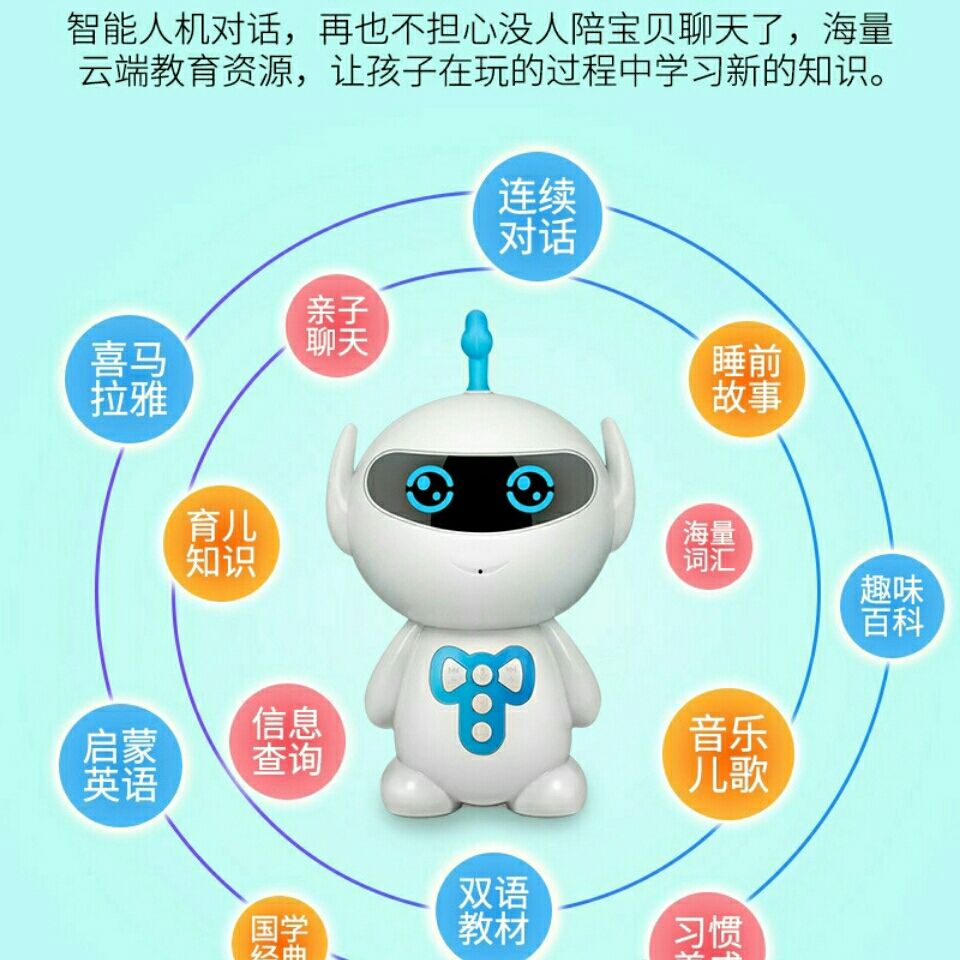 智能人机对话，再也不担心没人陪宝贝聊天了，海量
云端教育资源，让孩子在玩的过程中学习新的知识。
连续
对话
亲子
聊天
喜马
拉雅
睡前
故事
育儿
知识
海量
词汇
趣味
百科
信息
查询
启蒙
英语
音乐
儿歌
双语
教材
国学
经典
习惯
养成